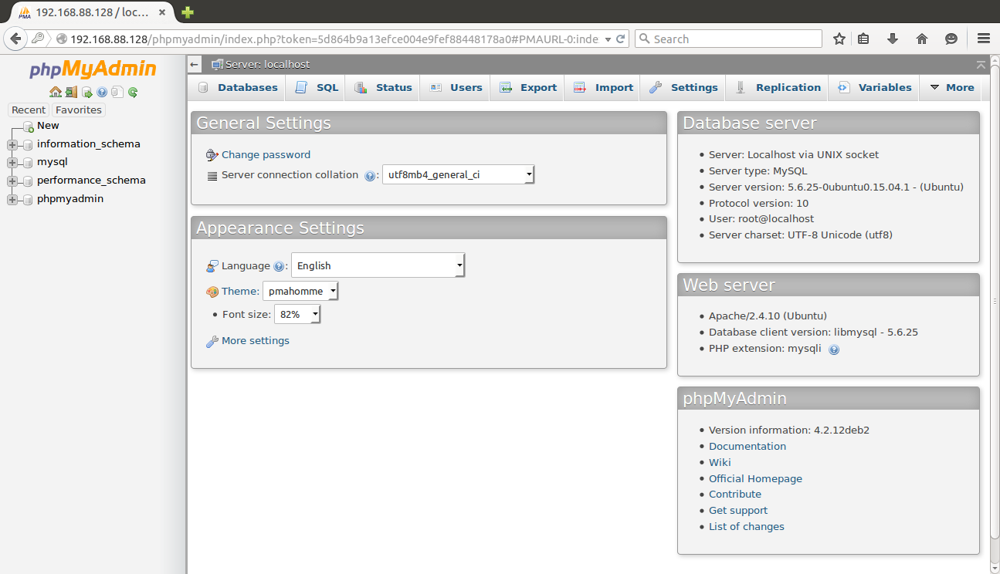 192.168.88.128 / loc...
192.168.88.128/phpmyadmin/index.php?token=5d864b9a13efce004e9fef88448178a0#PMAURL-0:inde
Search
phpMyAdmin
Recent
Favorites
New
information_schema
mysql
performance_schema
phpmyadmin
Server: localhost
Databases
SQL
Status
Users
Export
Import
Settings
Replication
Variables
More
General Settings
Change password
Server connection collation : utf8mb4_general_ci
Appearance Settings
Language : English
Theme: pmahomme
Font size: 82%
More settings
Database server
Server: Localhost via UNIX socket
Server type: MySQL
Server version: 5.6.25-0ubuntu0.15.04.1 - (Ubuntu)
Protocol version: 10
User: root@localhost
Server charset: UTF-8 Unicode (utf8)
Web server
Apache/2.4.10 (Ubuntu)
Database client version: libmysql - 5.6.25
PHP extension: mysqli
phpMyAdmin
Version information: 4.2.12deb2
Documentation
Wiki
Official Homepage
Contribute
Get support
List of changes